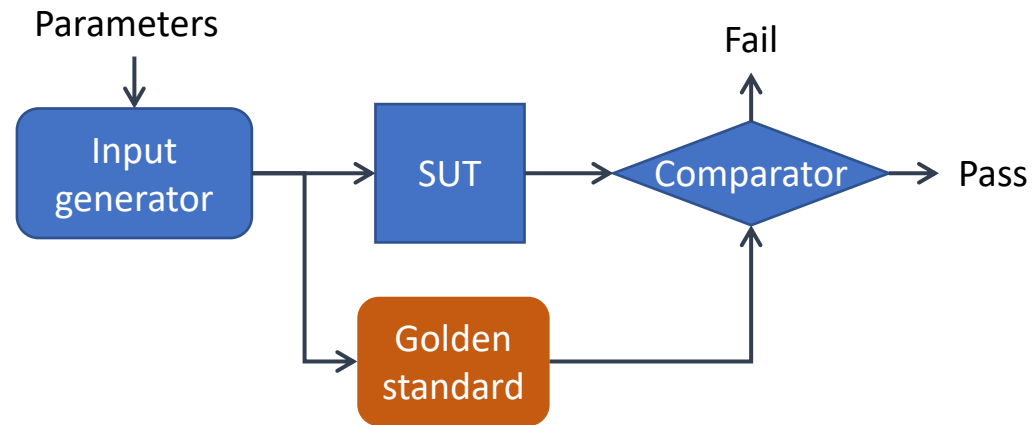 Parameters
Fail
Input
generator
SUT
Comparator
Pass
Golden
standard